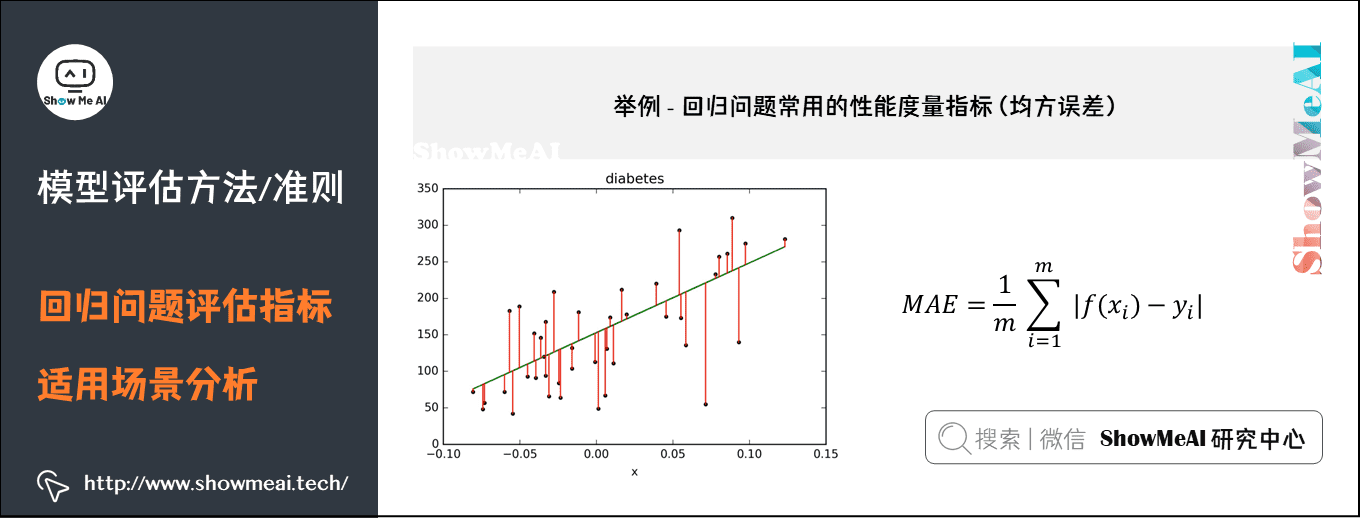 Show Me AI
模型评估方法/准则
回归问题评估指标
适用场景分析
http://www.showmeai.tech/
举例 - 回归问题常用的性能度量指标(均方误差)
ShowMeAI
ShowMeAI
diabetes
350
300
250
200
150
100
50
0
-0.10 -0.05 0.00 0.05 0.10 0.15
x
MAE = \frac{1}{m} \sum_{i=1}^{m} |f(x_i) − y_i|
搜索 | 微信 ShowMeAI 研究中心